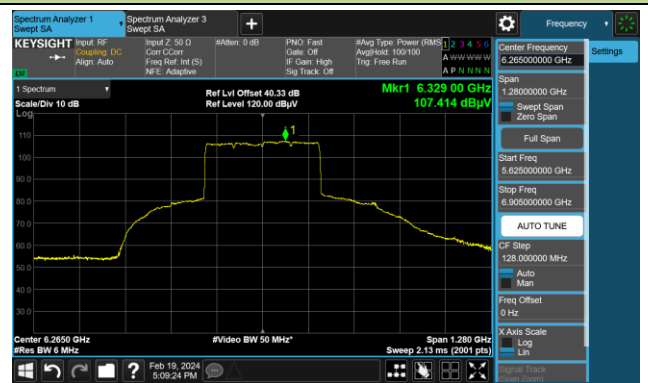 Spectrum Analyzer 1
Swept SA
Spectrum Analyzer 3
Swept SA
Frequency
KEYSIGHT
Input: RF
Coupling: DC
Align: Auto
Input Z: 50 Ω
Corr CCorr
Freq Ref: Int (S)
NFE: Adaptive
#Atten: 0 dB
PNO: Fast
Gate: Off
IF Gain: High
Sig Track: Off
#Avg Type: Power (RMS
Avg|Hold: 100/100
Trig: Free Run
1 2 3 4 5 6
A W W W W W
A P N N N N
LXI
1 Spectrum
Scale/Div 10 dB
Log
Ref Lvl Offset 40.33 dB
Ref Level 120.00 dBµV
Mkr1 6.329 00 GHz
107.414 dBµV
1
110
100
90.0
80.0
70.0
60.0
50.0
40.0
30.0
Center 6.2650 GHz
#Res BW 6 MHz
#Video BW 50 MHz*
Span 1.280 GHz
Sweep 2.13 ms (2001 pts)
Feb 19, 2024
5:09:24 PM
Center Frequency
6.265000000 GHz
Settings
Span
1.28000000 GHz
Swept Span
Zero Span
Full Span
Start Freq
5.625000000 GHz
Stop Freq
6.905000000 GHz
AUTO TUNE
CF Step
128.000000 MHz
Auto
Man
Freq Offset
0 Hz
X Axis Scale
Log
Lin
Signal Track
(Span Zoom)